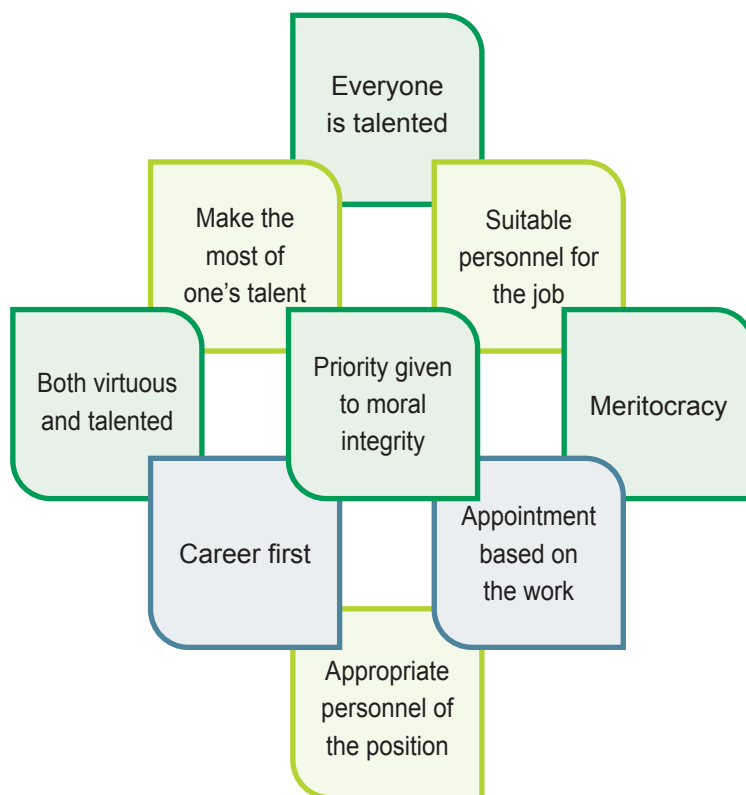 Everyone
is talented
Make the
most of
one’s talent
Suitable
personnel for
the job
Both virtuous
and talented
Priority given
to moral
integrity
Meritocracy
Career first
Appointment
based on
the work
Appropriate
personnel of
the position